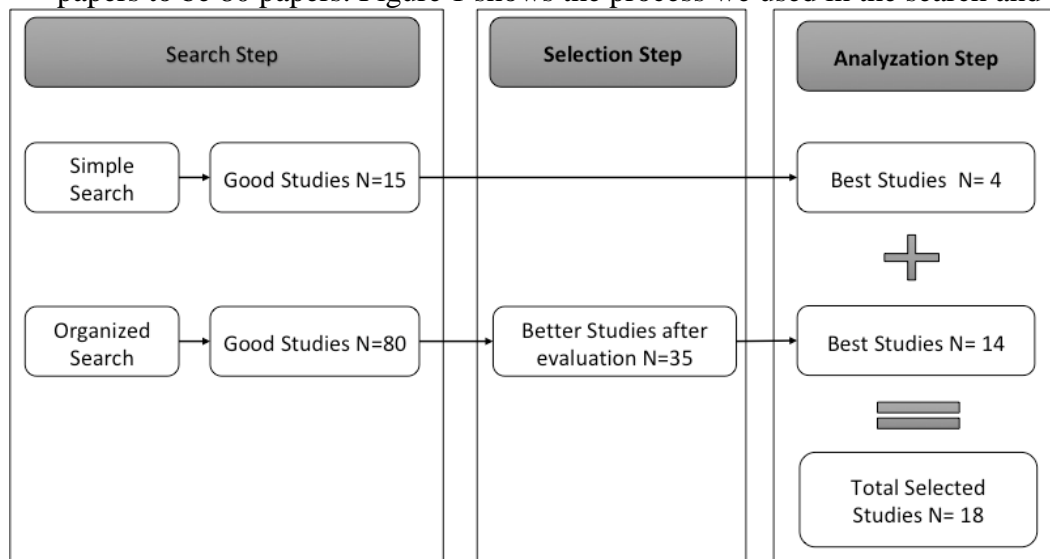 papers to be 80 papers. Figure 1 shows the process we used in the search and
Search Step
Selection Step
Analyzation Step
Simple
Search
Good Studies N=15
Best Studies N= 4
Organized
Search
Good Studies N=80
Better Studies after
evaluation N=35
Best Studies N= 14
Total Selected
Studies N= 18